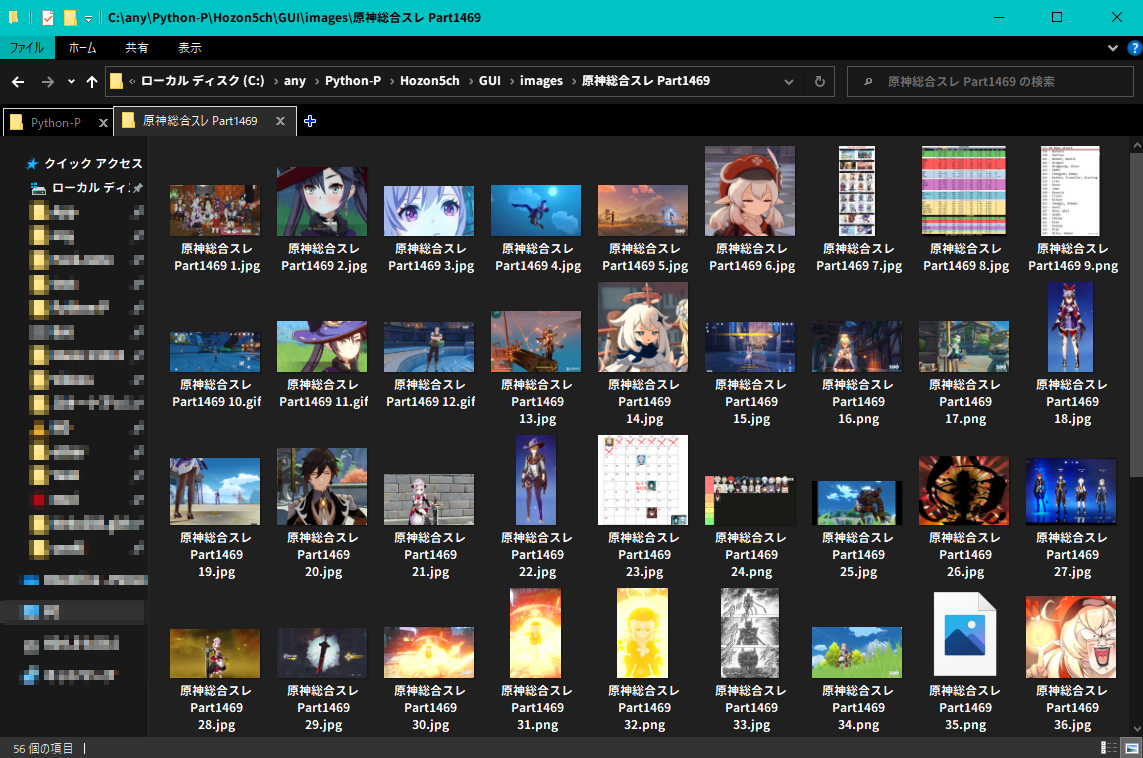 C:\any\Python-P\Hozon5ch\GUI\images\原神総合スレ Part1469
ファイル ホーム 共有 表示
« ローカル ディスク (C:) › any › Python-P › Hozon5ch › GUI › images › 原神総合スレ Part1469
原神総合スレ Part1469 の検索
Python-P
原神総合スレ Part1469
クイック アクセス
ローカル ディ
原神総合スレ
Part1469 1.jpg
原神総合スレ
Part1469 2.jpg
原神総合スレ
Part1469 3.jpg
原神総合スレ
Part1469 4.jpg
原神総合スレ
Part1469 5.jpg
原神総合スレ
Part1469 6.jpg
原神総合スレ
Part1469 7.jpg
原神総合スレ
Part1469 8.jpg
原神総合スレ
Part1469 9.png
原神総合スレ
Part1469 10.gif
原神総合スレ
Part1469 11.gif
原神総合スレ
Part1469 12.gif
原神総合スレ
Part1469
13.jpg
原神総合スレ
Part1469
14.jpg
原神総合スレ
Part1469
15.jpg
原神総合スレ
Part1469
16.png
原神総合スレ
Part1469
17.png
原神総合スレ
Part1469
18.jpg
原神総合スレ
Part1469
19.jpg
原神総合スレ
Part1469
20.jpg
原神総合スレ
Part1469
21.jpg
原神総合スレ
Part1469
22.jpg
原神総合スレ
Part1469
23.jpg
原神総合スレ
Part1469
24.png
原神総合スレ
Part1469
25.jpg
原神総合スレ
Part1469
26.jpg
原神総合スレ
Part1469
27.jpg
原神総合スレ
Part1469
28.jpg
原神総合スレ
Part1469
29.jpg
原神総合スレ
Part1469
30.jpg
原神総合スレ
Part1469
31.png
原神総合スレ
Part1469
32.png
原神総合スレ
Part1469
33.jpg
原神総合スレ
Part1469
34.png
原神総合スレ
Part1469
35.png
原神総合スレ
Part1469
36.jpg
56 個の項目